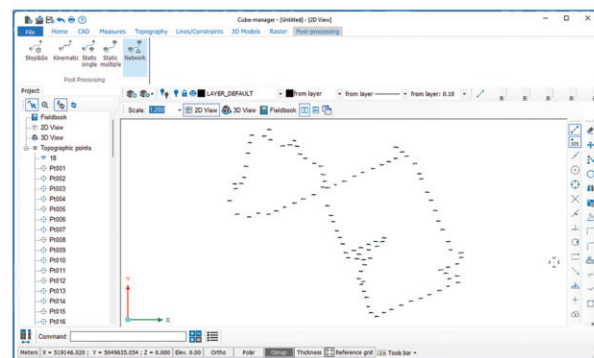 Cube-manager - [Untitled] - [2D View]
File Home CAD Measures Topography Lines/Constraints 3D Models Raster Post-processing
Stop&Go Kinematic Static single Static multiple Network
Post Processing
Project
LAYER_DEFAULT from layer from layer from layer: 0.10
Scale: 1:200 2D View 3D View Fieldbook
Fieldbook
2D View
3D View
Topographic points
18
Pt001
Pt002
Pt003
Pt004
Pt005
Pt006
Pt007
Pt008
Pt009
Pt010
Pt011
Pt012
Pt013
Pt014
Pt015
Pt016
Y
X
Command:
Meters X = 519146.020 ; Y = 5049635.054 ; Z = 0.000 Elev. 0.00 Ortho Polar Osnap Thickness Reference grid Tools bar